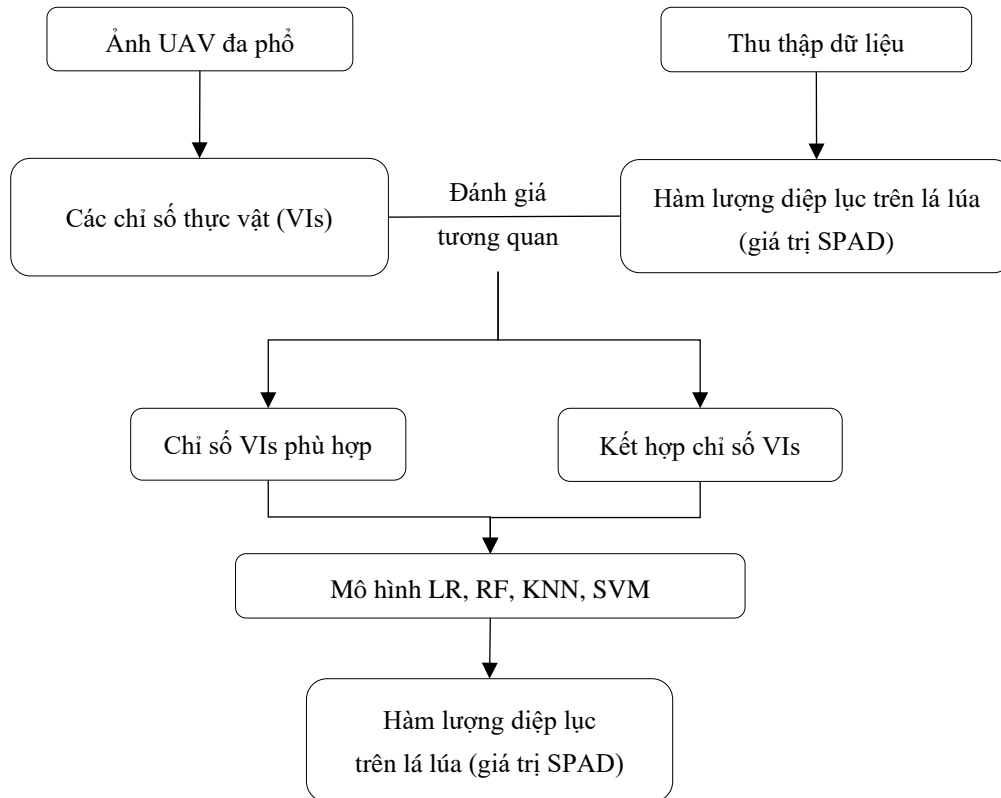 Ảnh UAV đa phổ
Thu thập dữ liệu
Các chỉ số thực vật (VIs)
Đánh giá
tương quan
Hàm lượng diệp lục trên lá lúa
(giá trị SPAD)
Chỉ số VIs phù hợp
Kết hợp chỉ số VIs
Mô hình LR, RF, KNN, SVM
Hàm lượng diệp lục
trên lá lúa (giá trị SPAD)